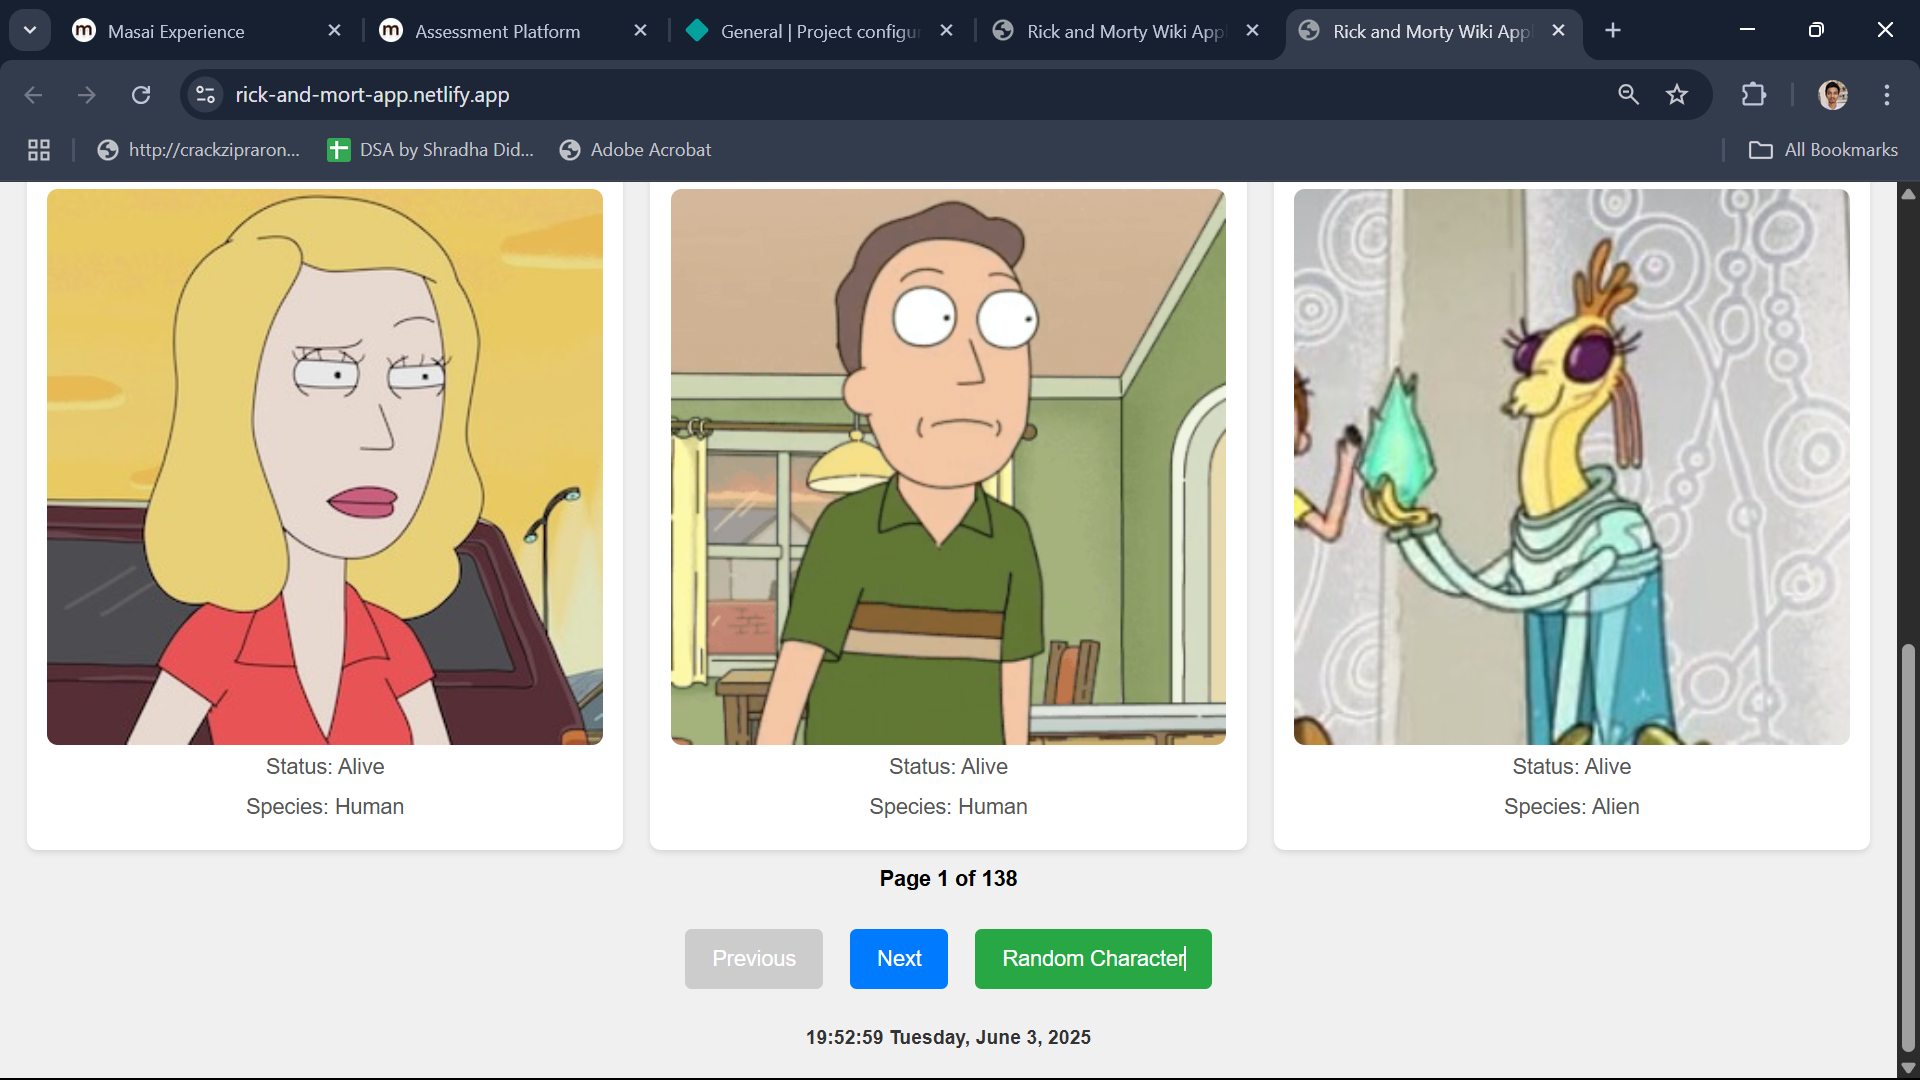 Masai Experience
Assessment Platform
General | Project configu
Rick and Morty Wiki App
Rick and Morty Wiki App
rick-and-mort-app.netlify.app
http://crackzipraron...
DSA by Shradha Did...
Adobe Acrobat
All Bookmarks
Status: Alive
Species: Human
Status: Alive
Species: Human
Status: Alive
Species: Alien
Page 1 of 138
Previous
Next
Random Character
19:52:59 Tuesday, June 3, 2025